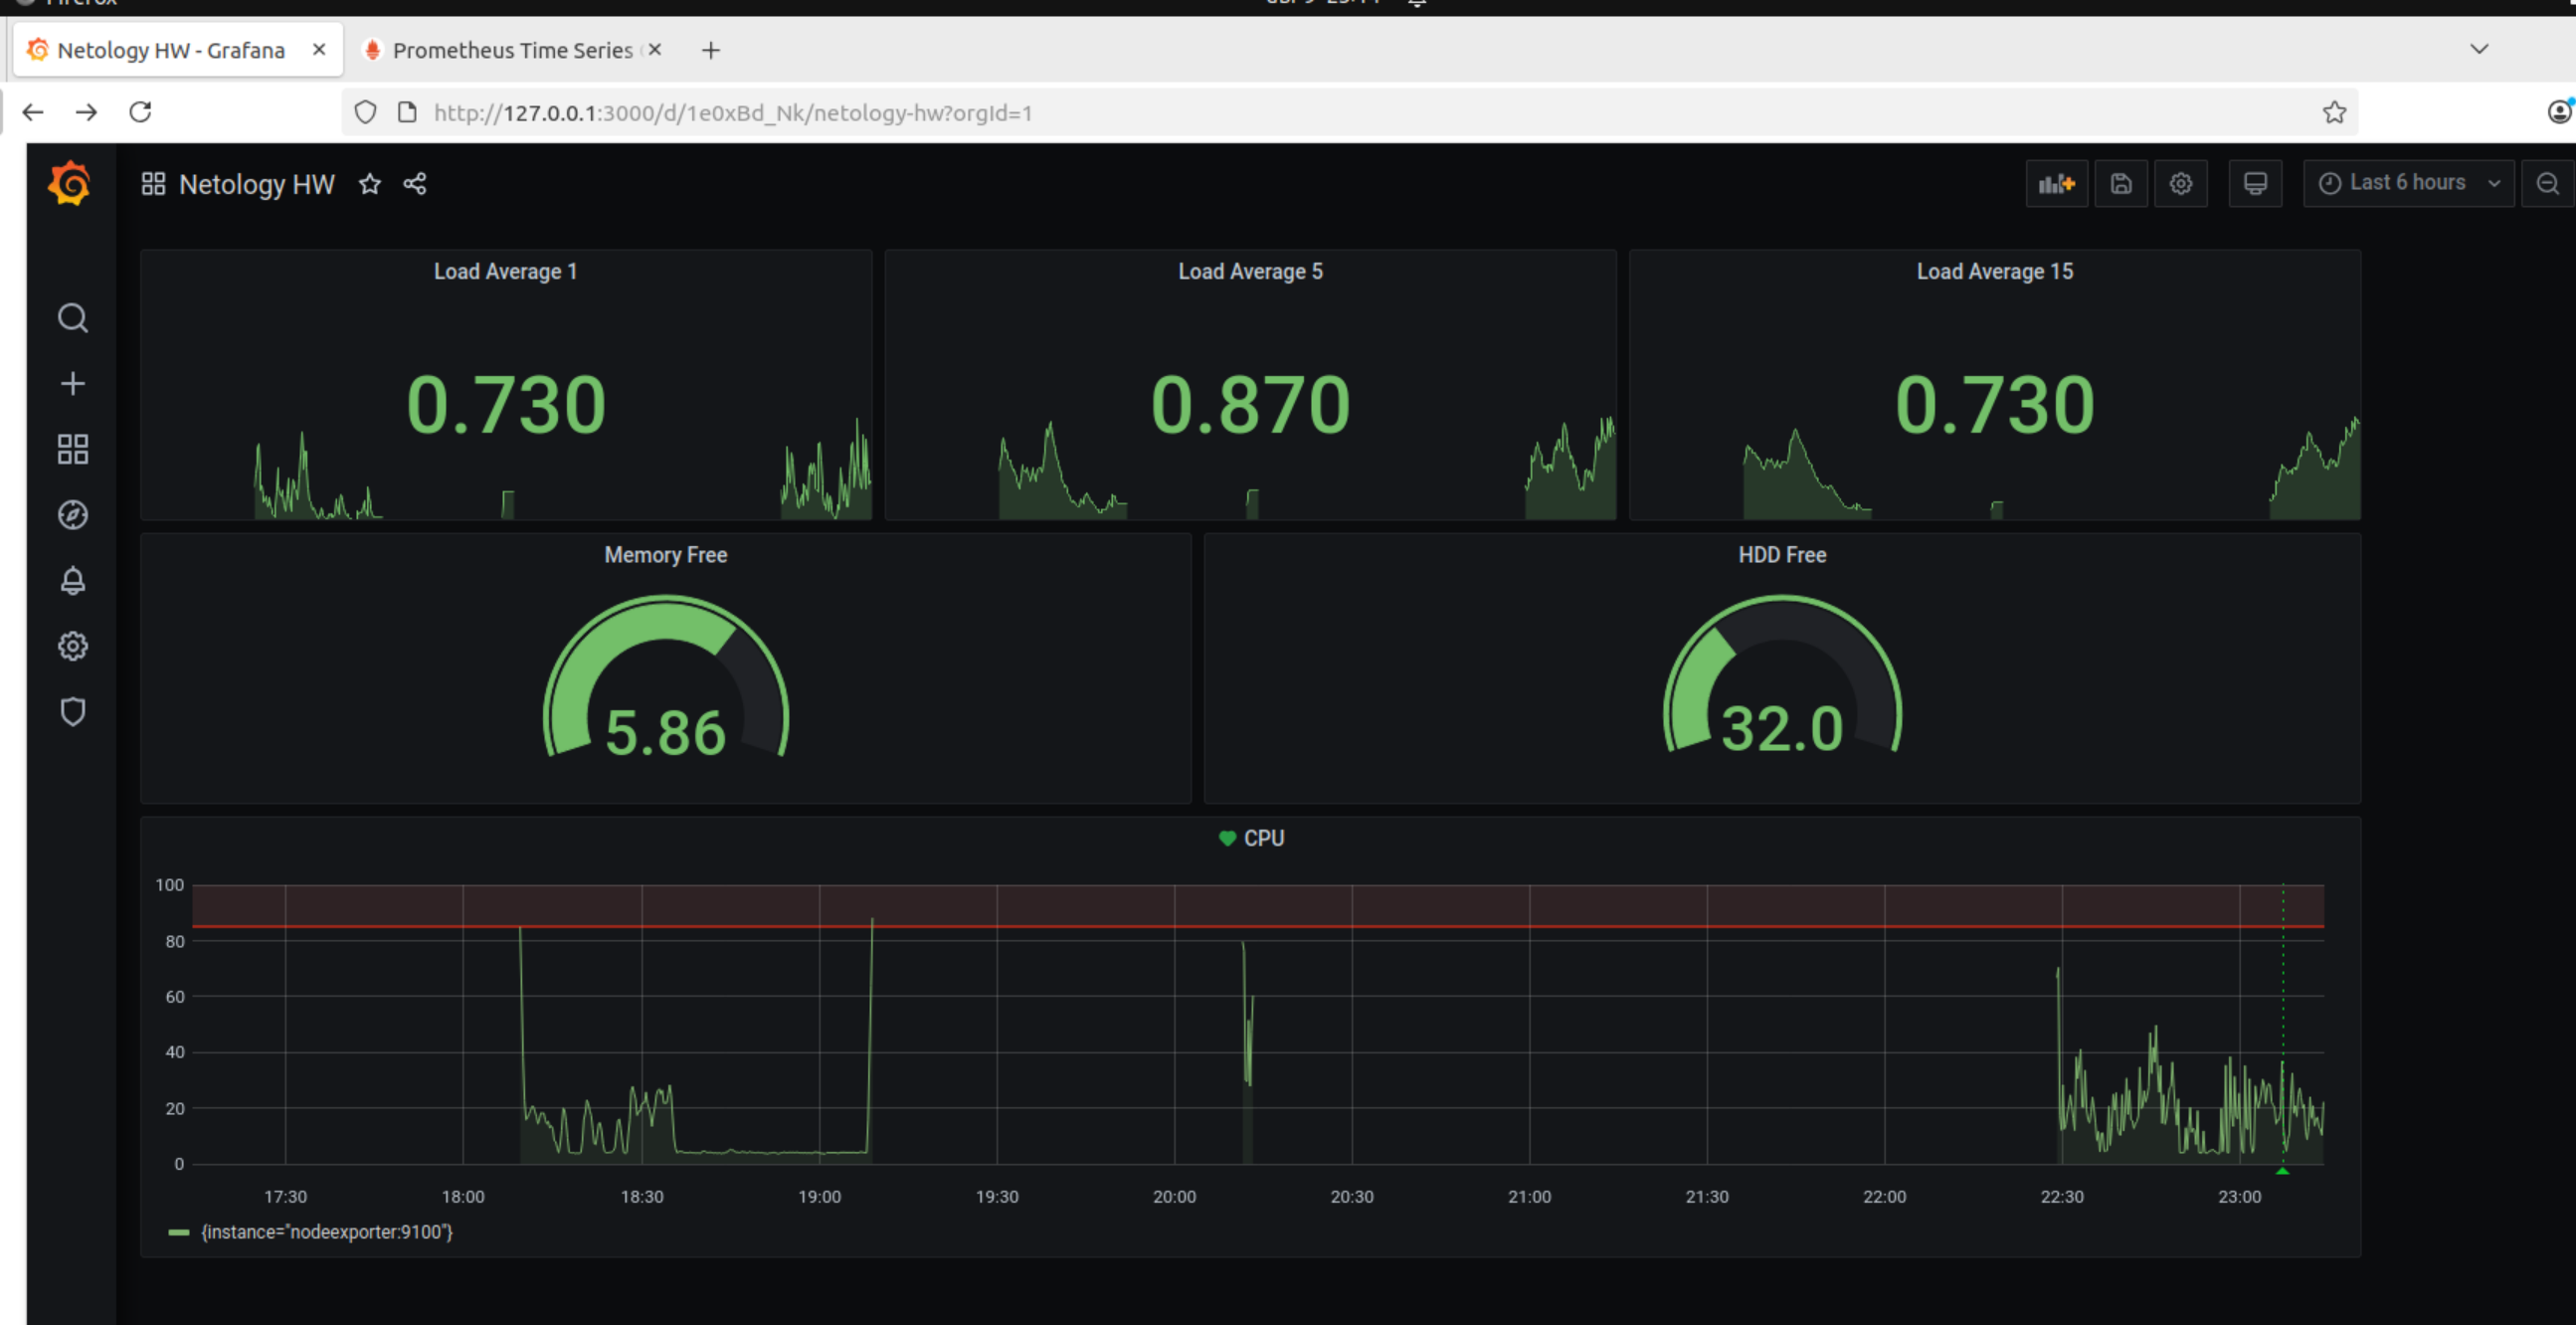 Netology HW - Grafana
Prometheus Time Series
http://127.0.0.1:3000/d/1e0xBd_Nk/netology-hw?orgId=1
Netology HW
Last 6 hours
Load Average 1
Load Average 5
Load Average 15
0.730
0.870
0.730
Memory Free
HDD Free
5.86
32.0
CPU
100
80
60
40
20
0
17:30 18:00 18:30 19:00 19:30 20:00 20:30 21:00 21:30 22:00 22:30 23:00
{instance="nodeexporter:9100"}